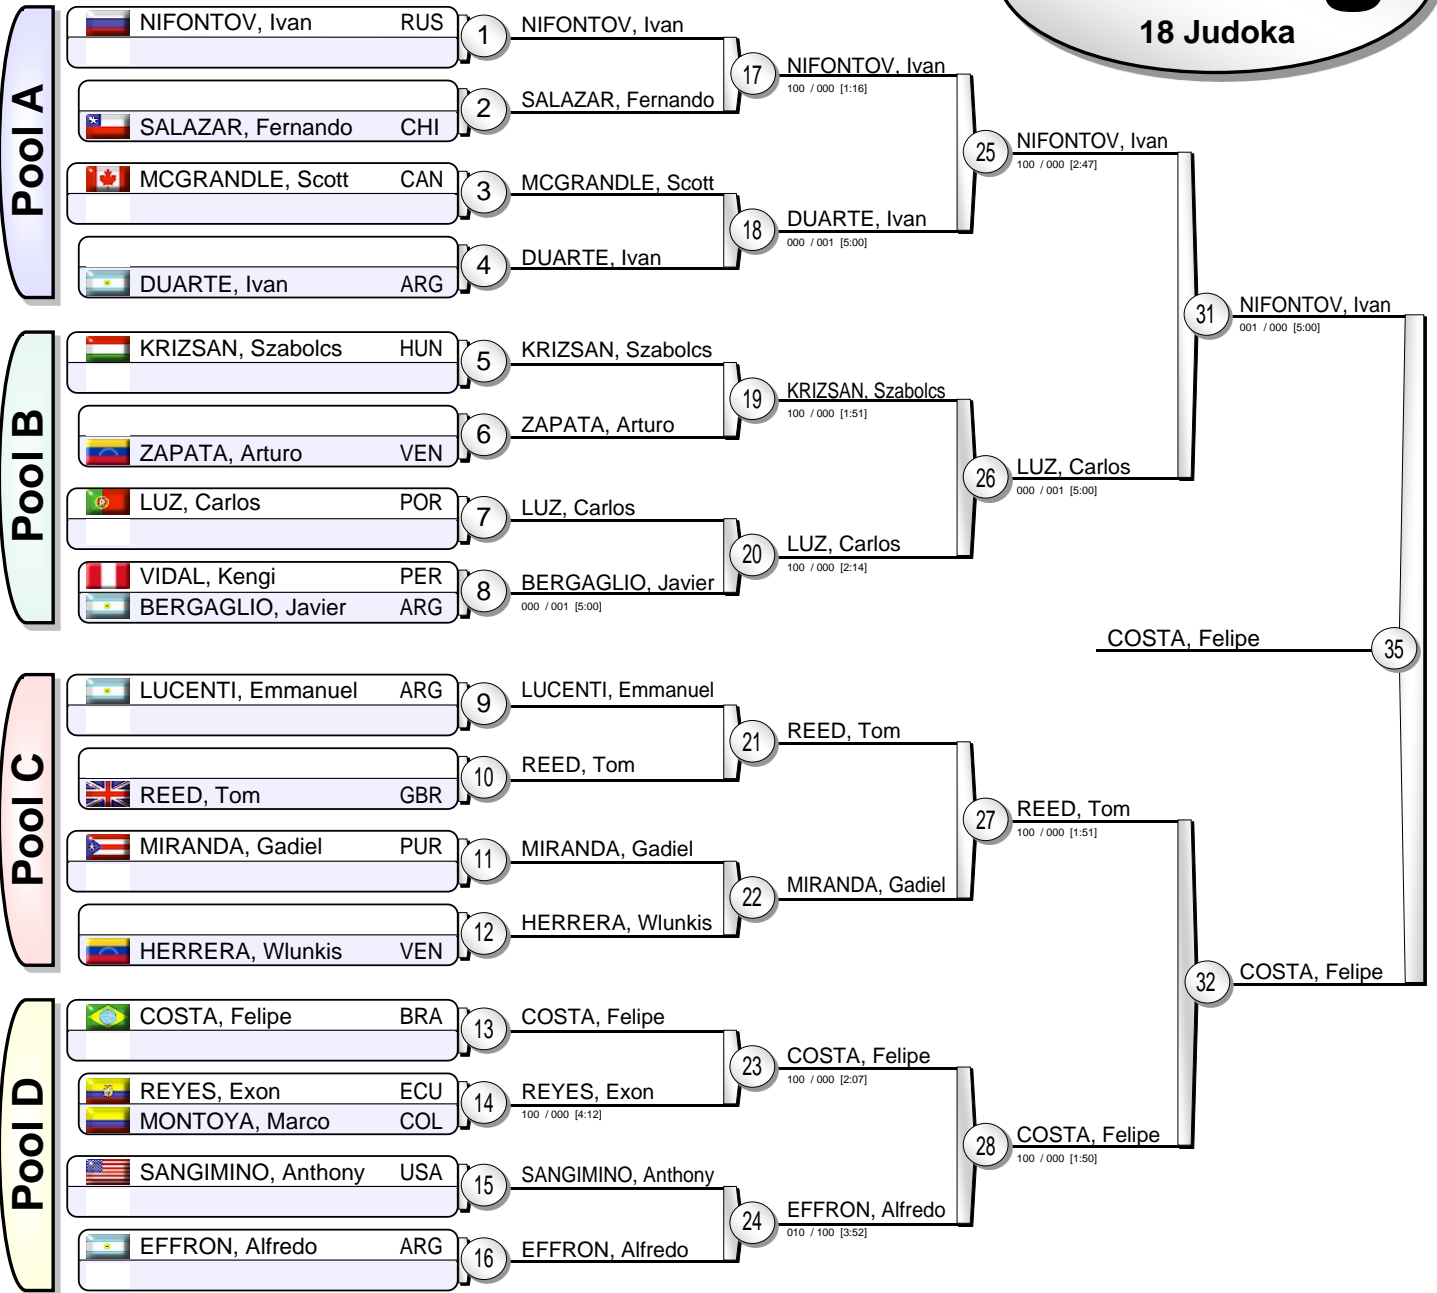 18 Judoka
Pool A
NIFONTOV, Ivan RUS
SALAZAR, Fernando CHI
MCGRANDLE, Scott CAN
DUARTE, Ivan ARG
Pool B
KRIZSAN, Szabolcs HUN
ZAPATA, Arturo VEN
LUZ, Carlos POR
VIDAL, Kengi PER
BERGAGLIO, Javier ARG
Pool C
LUCENTI, Emmanuel ARG
REED, Tom GBR
MIRANDA, Gadiel PUR
HERRERA, Wlunkis VEN
Pool D
COSTA, Felipe BRA
REYES, Exon ECU
MONTOYA, Marco COL
SANGIMINO, Anthony USA
EFFRON, Alfredo ARG
1 NIFONTOV, Ivan
2 SALAZAR, Fernando
3 MCGRANDLE, Scott
4 DUARTE, Ivan
5 KRIZSAN, Szabolcs
6 ZAPATA, Arturo
7 LUZ, Carlos
8 BERGAGLIO, Javier
000 / 001 [5:00]
9 LUCENTI, Emmanuel
10 REED, Tom
11 MIRANDA, Gadiel
12 HERRERA, Wlunkis
13 COSTA, Felipe
14 REYES, Exon
100 / 000 [4:12]
15 SANGIMINO, Anthony
16 EFFRON, Alfredo
17 NIFONTOV, Ivan
100 / 000 [1:16]
18 DUARTE, Ivan
000 / 001 [5:00]
19 KRIZSAN, Szabolcs
100 / 000 [1:51]
20 LUZ, Carlos
100 / 000 [2:14]
21 REED, Tom
22 MIRANDA, Gadiel
23 COSTA, Felipe
100 / 000 [2:07]
24 EFFRON, Alfredo
010 / 100 [3:52]
25 NIFONTOV, Ivan
100 / 000 [2:47]
26 LUZ, Carlos
000 / 001 [5:00]
27 REED, Tom
100 / 000 [1:51]
28 COSTA, Felipe
100 / 000 [1:50]
31 NIFONTOV, Ivan
001 / 000 [5:00]
32 COSTA, Felipe
COSTA, Felipe 35